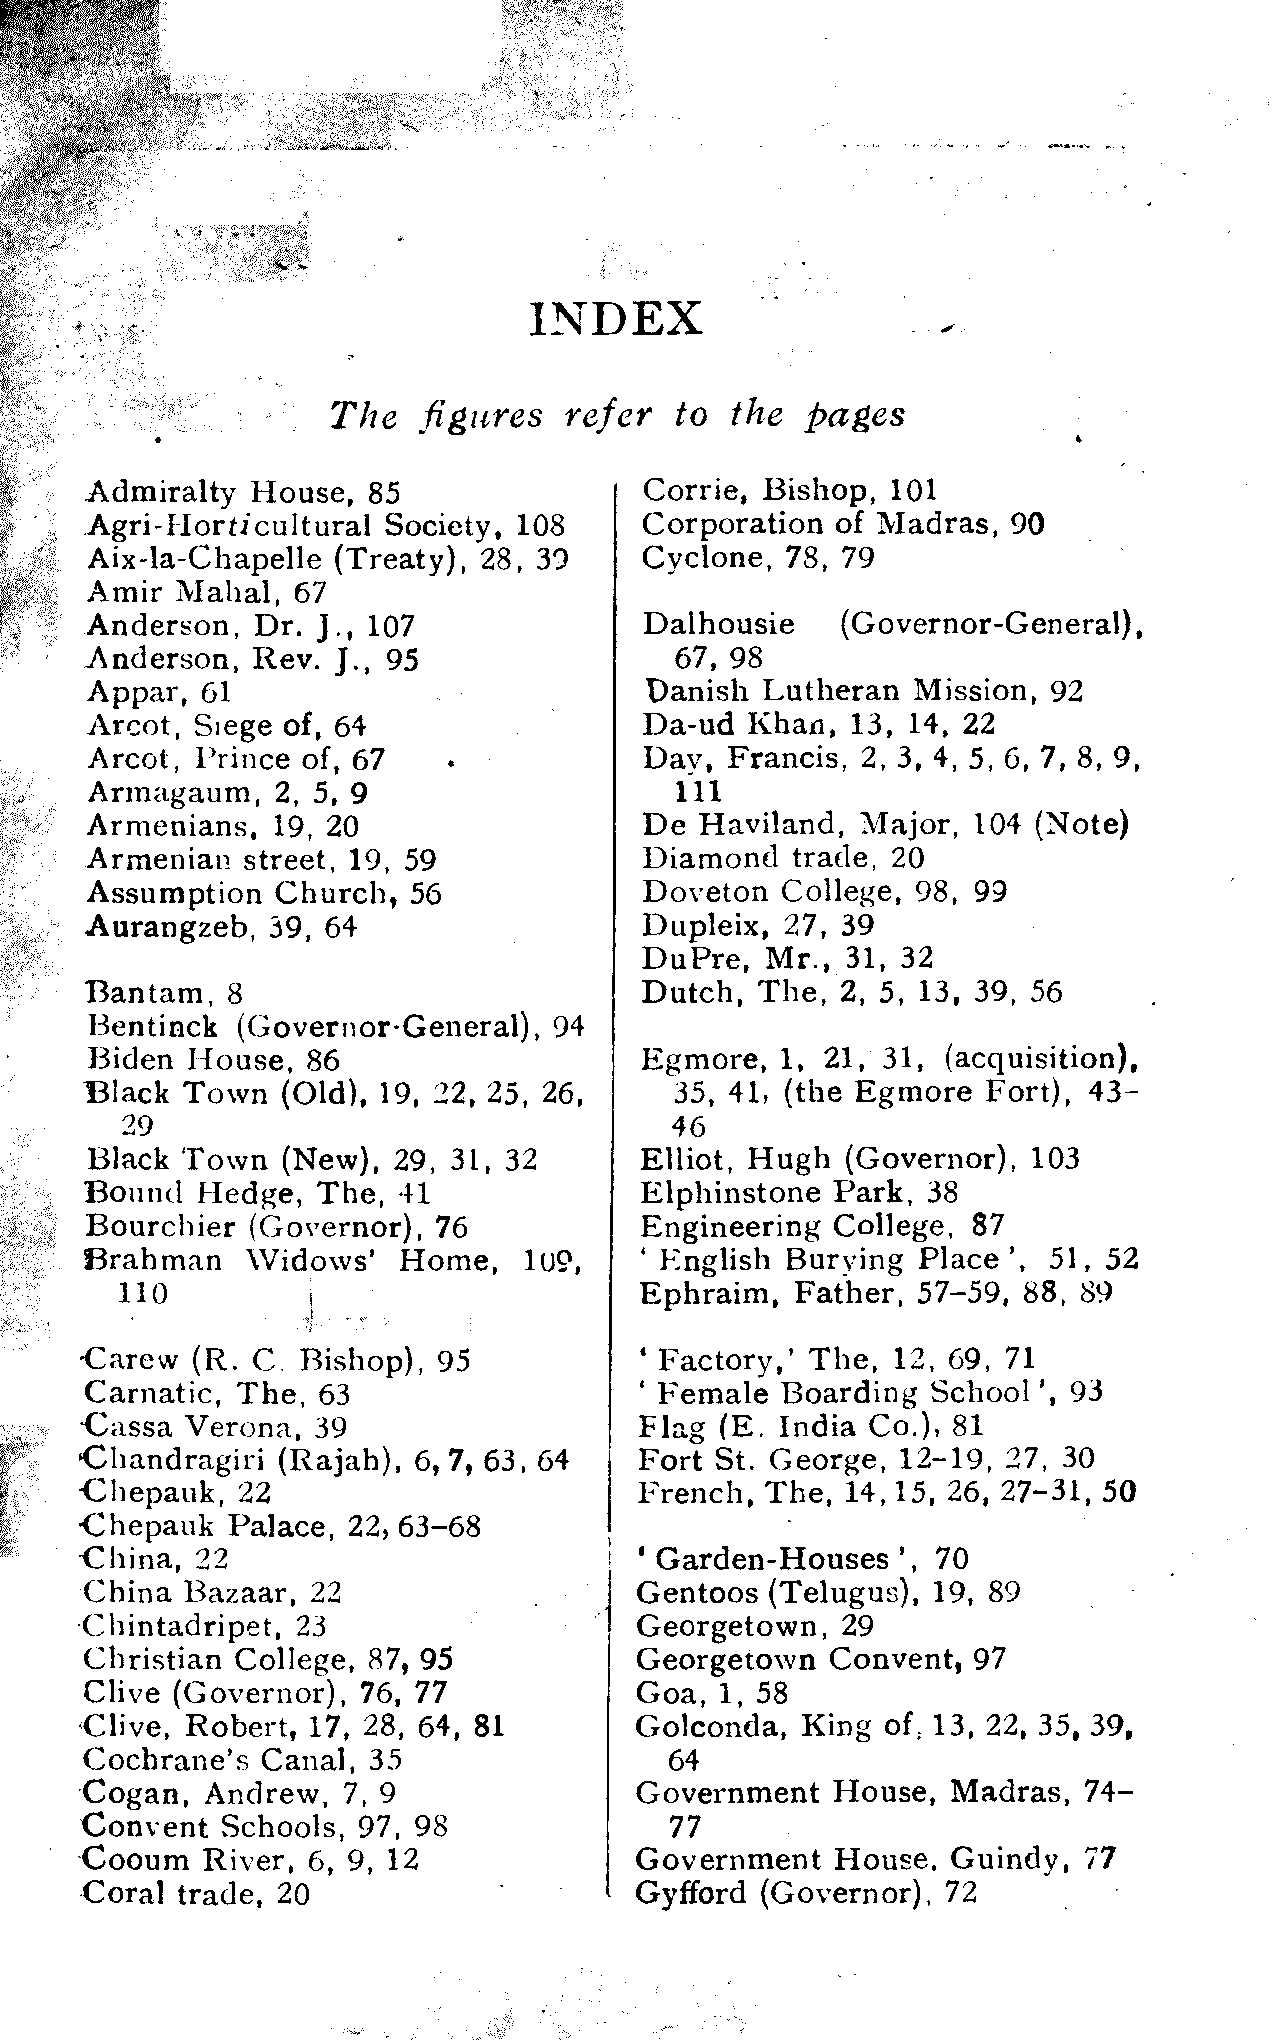 INDEX
The figures refer to the pages
Admiralty House, 85
Agri-Horticultural Society, 108
Aix-la-Chapelle (Treaty), 28, 39
Amir Mahal, 67
Anderson, Dr. J., 107
Anderson, Rev. J., 95
Appar, 61
Arcot, Siege of, 64
Arcot, Prince of, 67
Armagaum, 2, 5, 9
Armenians, 19, 20
Armenian street, 19, 59
Assumption Church, 56
Aurangzeb, 39, 64
Bantam, 8
Bentinck (Governor-General), 94
Biden House, 86
Black Town (Old), 19, 22, 25, 26,
29
Black Town (New), 29, 31, 32
Bound Hedge, The, 41
Bourchier (Governor), 76
Brahman Widows' Home, 109,
110
Carew (R. C. Bishop), 95
Carnatic, The, 63
Cassa Verona, 39
Chandragiri (Rajah), 6, 7, 63, 64
Chepauk, 22
Chepauk Palace, 22, 63–68
China, 22
China Bazaar, 22
Chintadripet, 23
Christian College, 87, 95
Clive (Governor), 76, 77
Clive, Robert, 17, 28, 64, 81
Cochrane's Canal, 35
Cogan, Andrew, 7, 9
Convent Schools, 97, 98
Cooum River, 6, 9, 12
Coral trade, 20
Corrie, Bishop, 101
Corporation of Madras, 90
Cyclone, 78, 79
Dalhousie (Governor-General),
67, 98
Danish Lutheran Mission, 92
Da-ud Khan, 13, 14, 22
Day, Francis, 2, 3, 4, 5, 6, 7, 8, 9,
111
De Haviland, Major, 104 (Note)
Diamond trade, 20
Doveton College, 98, 99
Dupleix, 27, 39
DuPre, Mr., 31, 32
Dutch, The, 2, 5, 13, 39, 56
Egmore, 1, 21, 31, (acquisition),
35, 41, (the Egmore Fort), 43–
46
Elliot, Hugh (Governor), 103
Elphinstone Park, 38
Engineering College, 87
‘ English Burying Place ’, 51, 52
Ephraim, Father, 57–59, 88, 89
‘ Factory,’ The, 12, 69, 71
‘ Female Boarding School ’, 93
Flag (E. India Co.), 81
Fort St. George, 12–19, 27, 30
French, The, 14, 15, 26, 27–31, 50
‘ Garden-Houses ’, 70
Gentoos (Telugus), 19, 89
Georgetown, 29
Georgetown Convent, 97
Goa, 1, 58
Golconda, King of, 13, 22, 35, 39,
64
Government House, Madras, 74–
77
Government House, Guindy, 77
Gyfford (Governor), 72